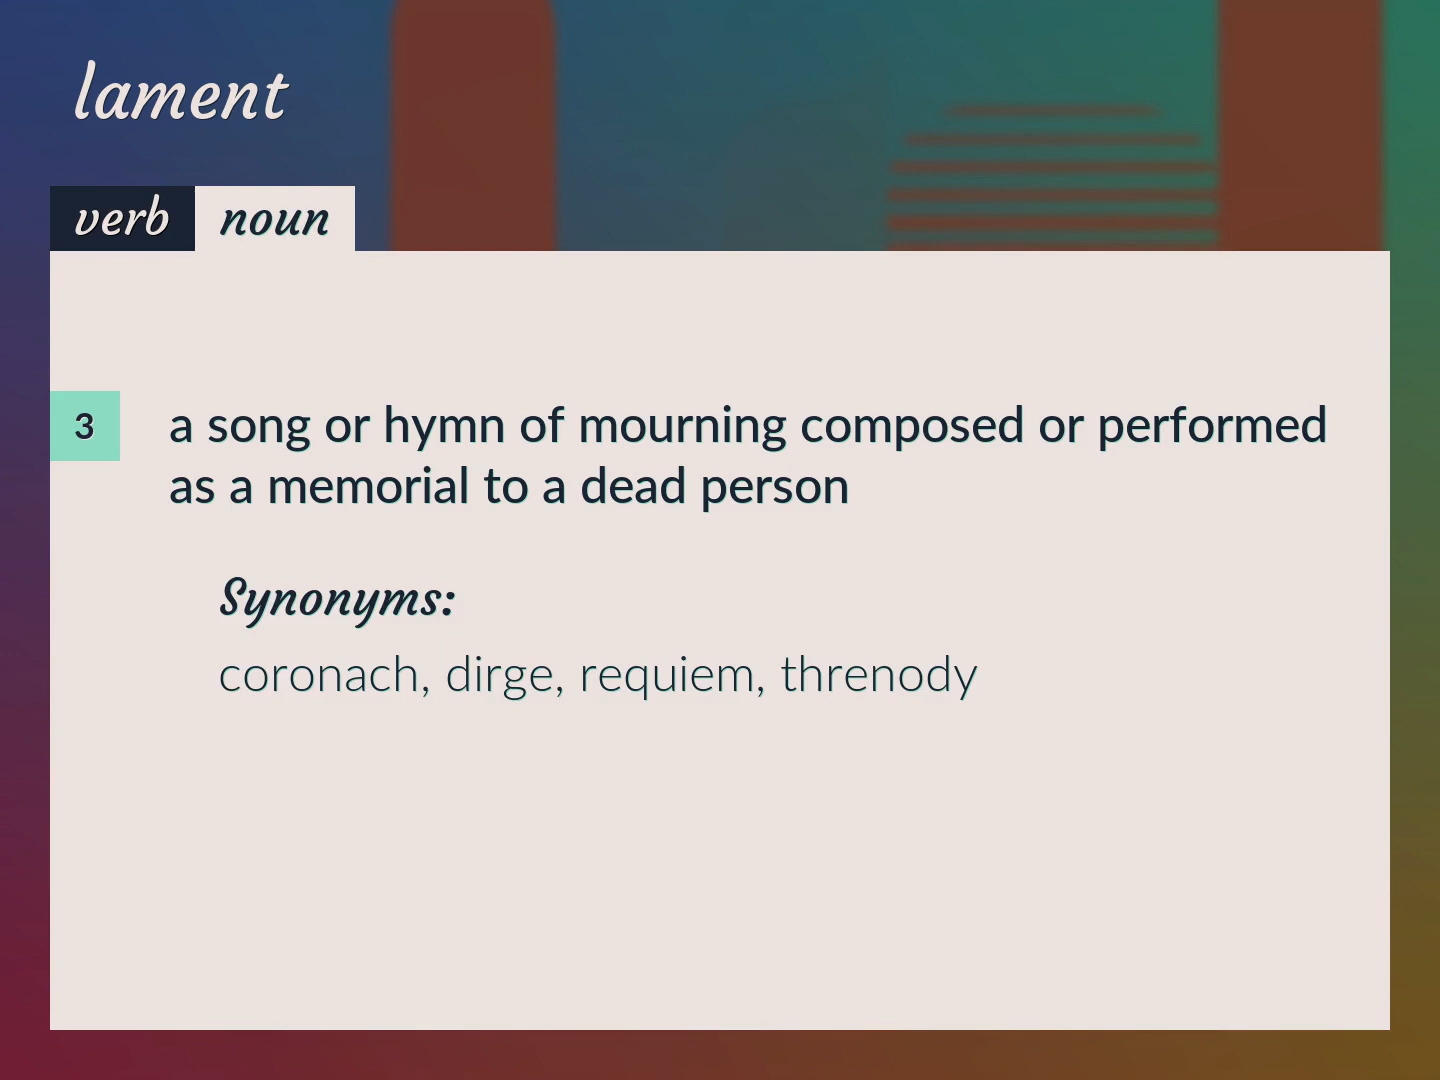 lament
verb noun
3 a song or hymn of mourning composed or performed
as a memorial to a dead person
Synonyms:
coronach, dirge, requiem, threnody